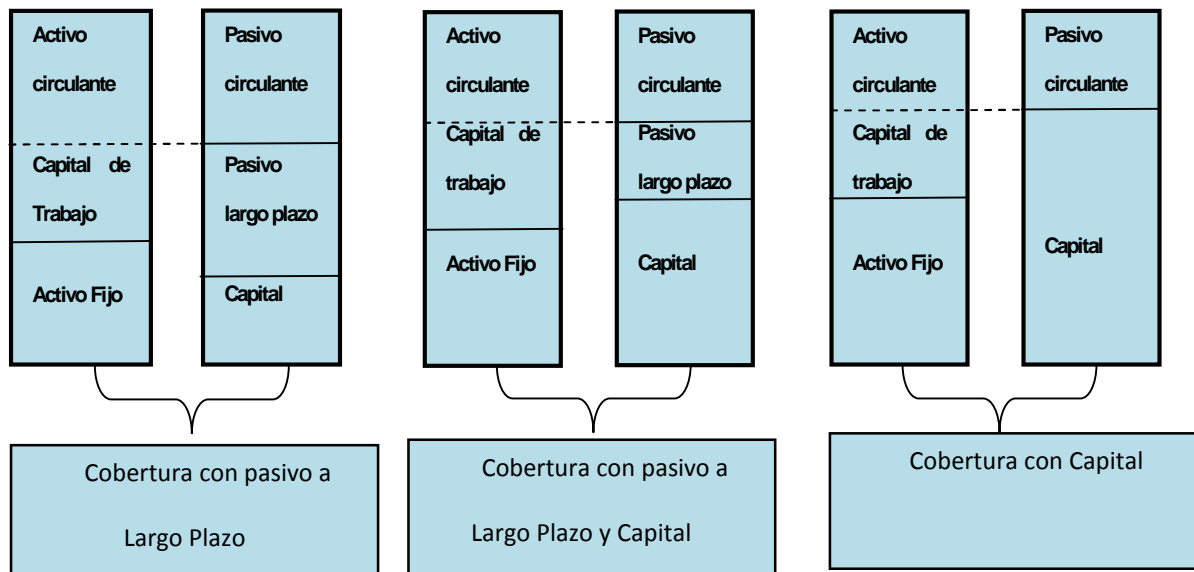 Activo
circulante
Capital de
Trabajo
Activo Fijo
Pasivo
circulante
Pasivo
largo plazo
Capital
Cobertura con pasivo a
Largo Plazo
Activo
circulante
Capital de
trabajo
Activo Fijo
Pasivo
circulante
Pasivo
largo plazo
Capital
Cobertura con pasivo a
Largo Plazo y Capital
Activo
circulante
Capital de
trabajo
Activo Fijo
Pasivo
circulante
Capital
Cobertura con Capital